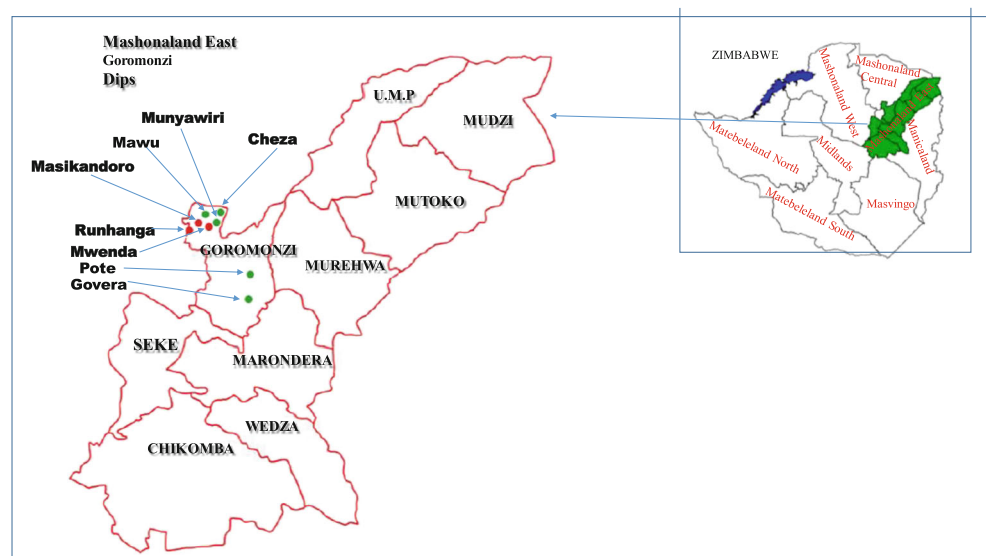 Mashonaland East
Goromonzi
Dips
Munyawiri
Mawu
Cheza
Masikandoro
Runhanga
Mwenda
Pote
Govera
U.M.P
MUDZI
MUTOKO
GOROMONZI
MUREHWA
SEKE
MARONDERA
WEDZA
CHIKOMBA
ZIMBABWE
Mashonaland
Central
Mashonaland West
Manicaland
Matebeleland North
Midlands
Masvingo
Matebeleland South